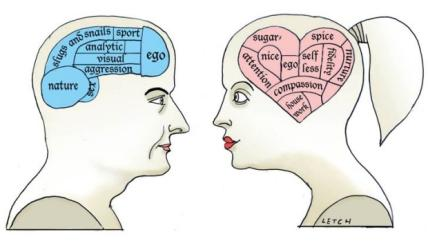 slugs and snails
sport
analytic
visual
aggression
ego
nature
sex
sugar,
spice
nice
attention
ego
self
less
fidelity
nurture
compassion
house
work
LETCH